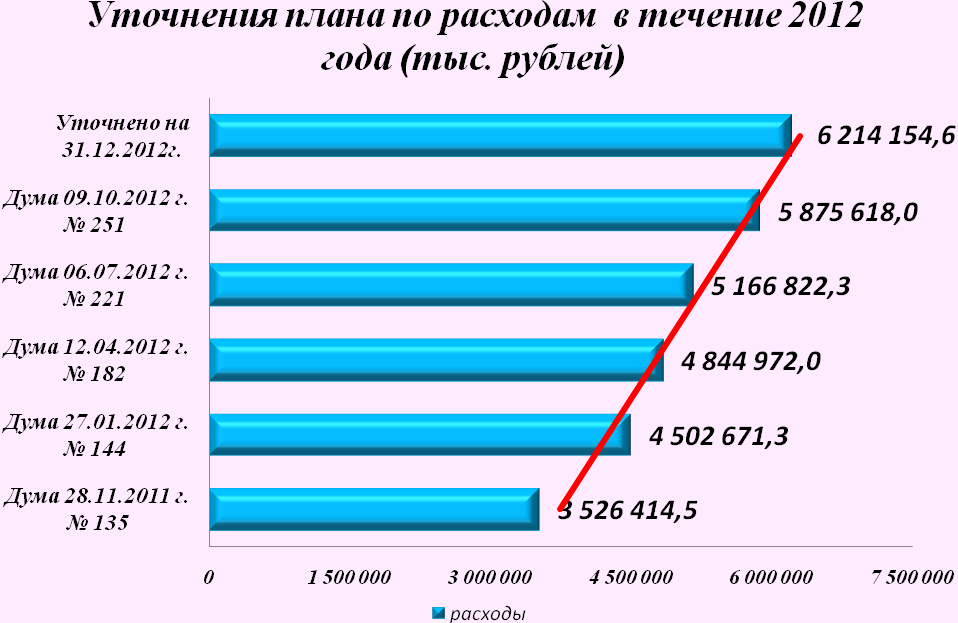 Уточнения плана по расходам в течение 2012
года (тыс. рублей)
Уточнено на
31.12.2012г.
6 214 154,6
Дума 09.10.2012 г.
№ 251
5 875 618,0
Дума 06.07.2012 г.
№ 221
5 166 822,3
Дума 12.04.2012 г.
№ 182
4 844 972,0
Дума 27.01.2012 г.
№ 144
4 502 671,3
Дума 28.11.2011 г.
№ 135
3 526 414,5
0 1 500 000 3 000 000 4 500 000 6 000 000 7 500 000
расходы